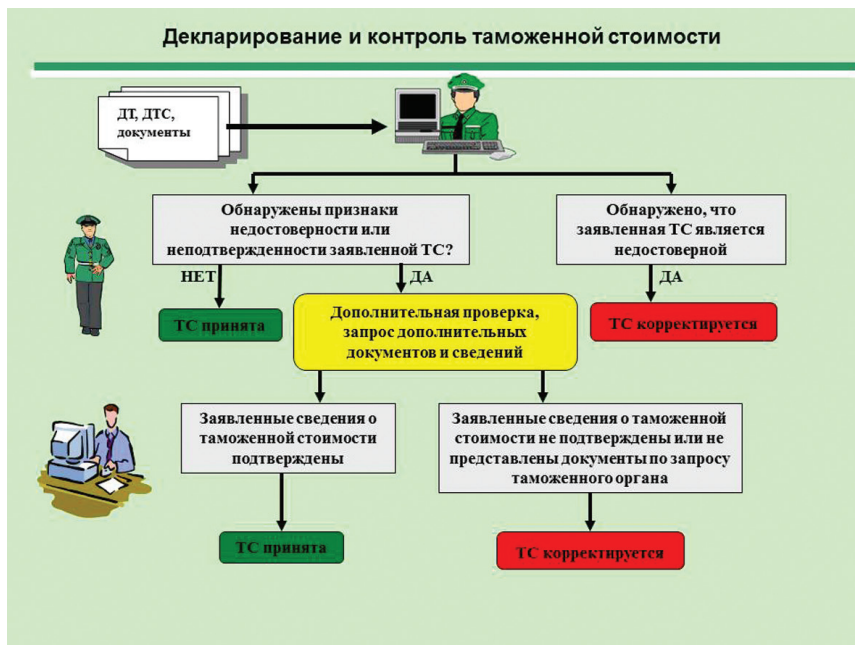 Декларирование и контроль таможенной стоимости
ДТ, ДТС,
документы
Обнаружены признаки
недостоверности или
неподтвержденности заявленной ТС?
Обнаружено, что
заявленная ТС является
недостоверной
НЕТ
ДА
ДА
ТС принята
Дополнительная проверка,
запрос дополнительных
документов и сведений
ТС корректируется
Заявленные сведения о
таможенной стоимости
подтверждены
Заявленные сведения о таможенной
стоимости не подтверждены или не
представлены документы по запросу
таможенного органа
ТС принята
ТС корректируется